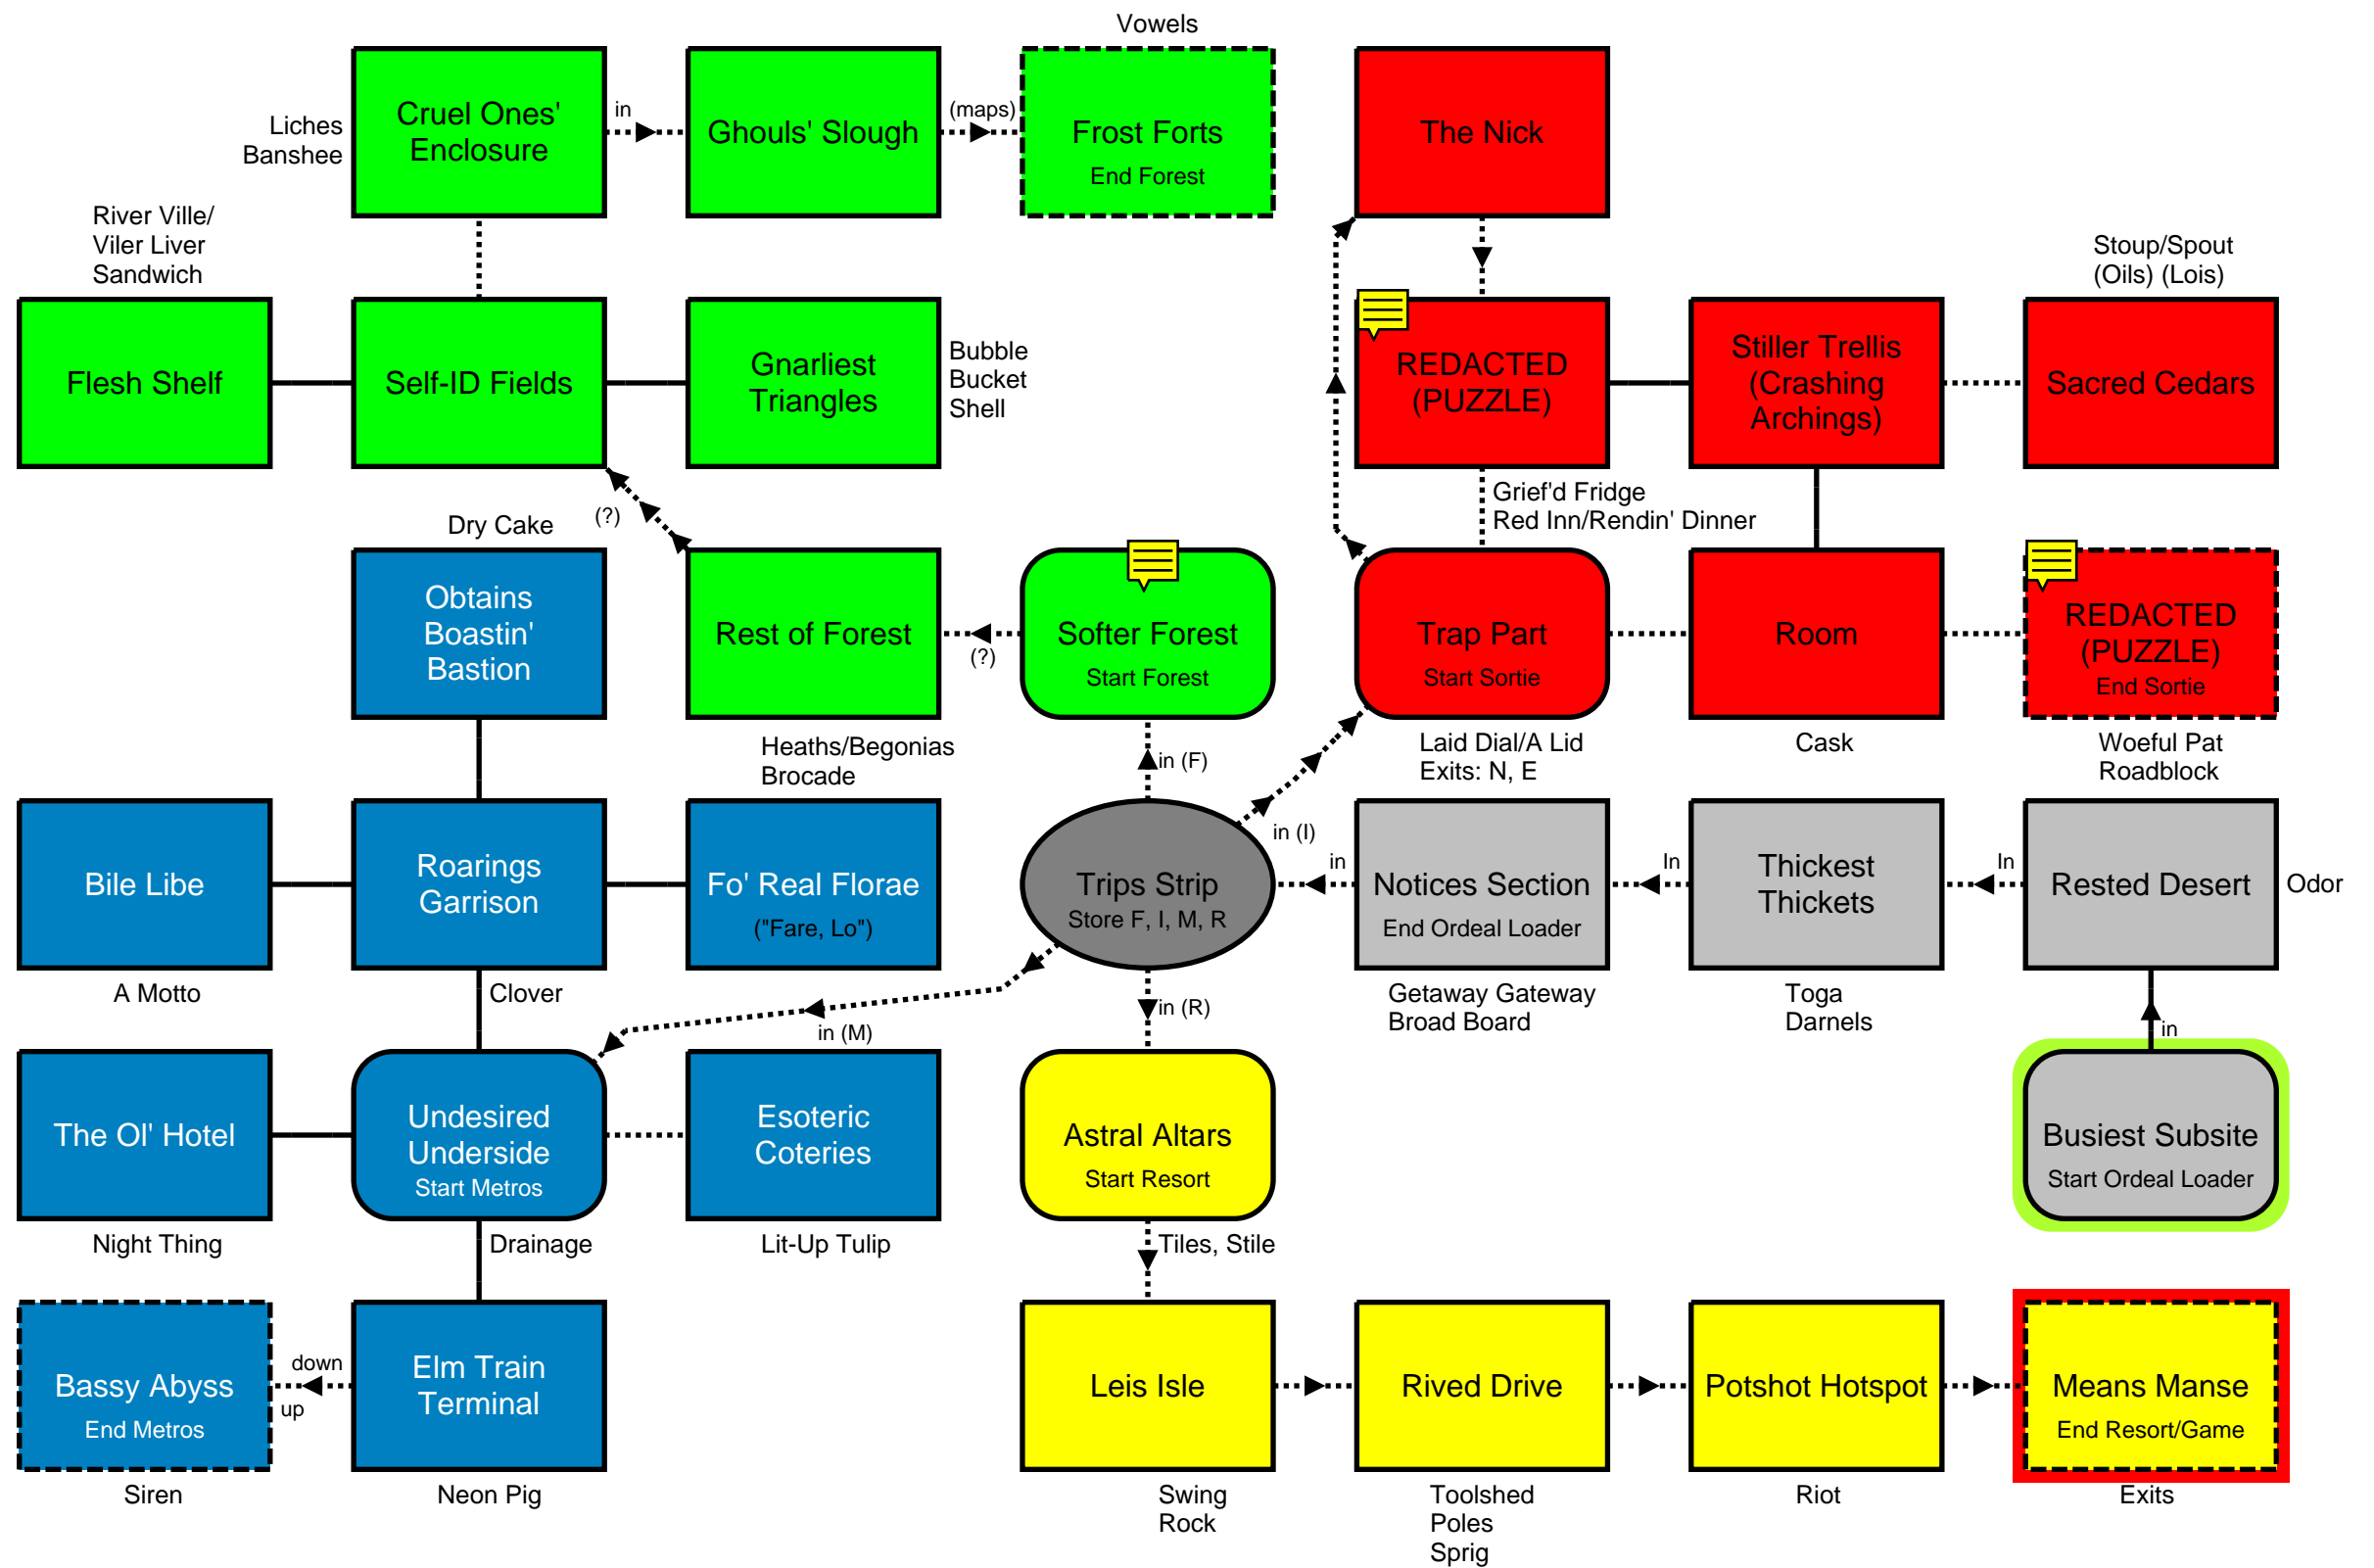 Vowels
Cruel Ones'
Enclosure
in
Ghouls' Slough
(maps)
Frost Forts
End Forest
The Nick
Liches
Banshee
River Ville/
Viler Liver
Sandwich
Stoup/Spout
(Oils) (Lois)
Flesh Shelf
Self-ID Fields
Gnarliest
Triangles
Bubble
Bucket
Shell
REDACTED
(PUZZLE)
Stiller Trellis
(Crashing
Archings)
Sacred Cedars
Grief'd Fridge
Red Inn/Rendin' Dinner
Dry Cake
(?)
Obtains
Boastin'
Bastion
Rest of Forest
(?)
Softer Forest
Start Forest
Trap Part
Start Sortie
Room
REDACTED
(PUZZLE)
End Sortie
Heaths/Begonias
Brocade
in (F)
Laid Dial/A Lid
Exits: N, E
Cask
Woeful Pat
Roadblock
in (I)
Bile Libe
Roarings
Garrison
Fo' Real Florae
("Fare, Lo")
Trips Strip
Store F, I, M, R
in
Notices Section
End Ordeal Loader
In
Thickest
Thickets
In
Rested Desert
Odor
A Motto
Clover
in (M)
in (R)
Getaway Gateway
Broad Board
Toga
Darnels
in
The Ol' Hotel
Undesired
Underside
Start Metros
Esoteric
Coteries
Astral Altars
Start Resort
Busiest Subsite
Start Ordeal Loader
Night Thing
Drainage
Lit-Up Tulip
Tiles, Stile
Bassy Abyss
End Metros
down
up
Elm Train
Terminal
Leis Isle
Rived Drive
Potshot Hotspot
Means Manse
End Resort/Game
Siren
Neon Pig
Swing
Rock
Toolshed
Poles
Sprig
Riot
Exits